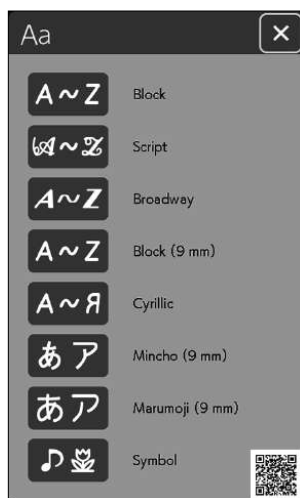 Aa
A~Z Block
A~Z Script
A~Z Broadway
A~Z Block (9 mm)
A~Я Cyrillic
あ ア Mincho (9 mm)
あ ア Marumoji (9 mm)
Symbol